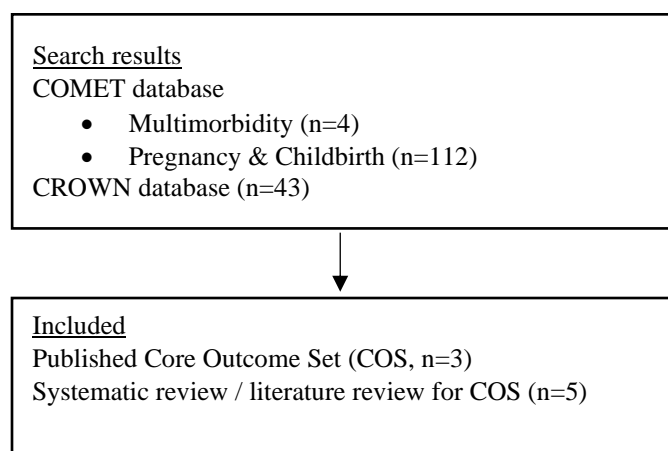 Search results
COMET database
• Multimorbidity (n=4)
• Pregnancy & Childbirth (n=112)
CROWN database (n=43)
Included
Published Core Outcome Set (COS, n=3)
Systematic review / literature review for COS (n=5)